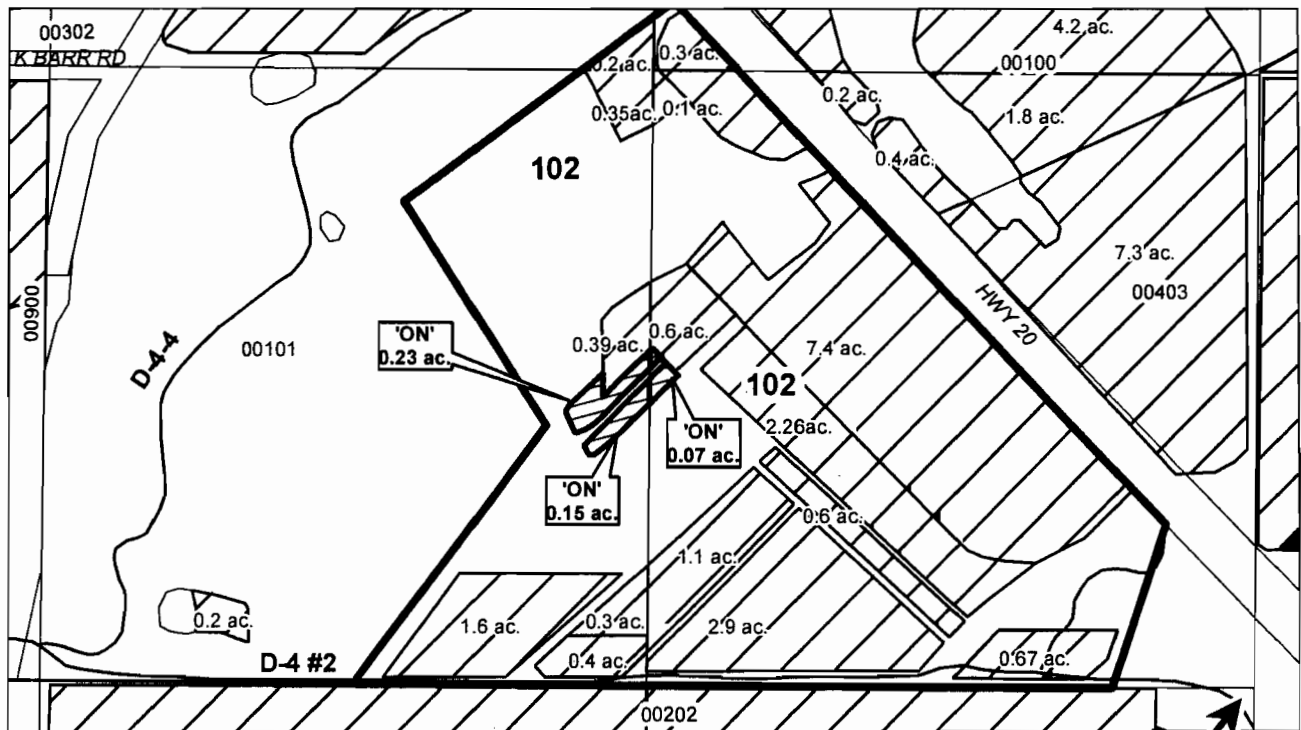 00302
K BARR RD
4.2 ac.
0.3 ac.
0.2 ac.
00100
0.2 ac.
0.35ac.
0.1 ac.
1.8 ac.
0.4 ac.
102
7.3 ac.
00403
HWY 20
00900
D-4-4
00101
'ON'
0.23 ac.
0.39 ac.
0.6 ac.
7.4 ac.
102
2.26ac.
'ON'
0.07 ac.
'ON'
0.15 ac.
0.6 ac.
1.1 ac.
0.2 ac.
1.6 ac.
0.3 ac.
2.9 ac.
0.4 ac.
0.67 ac.
D-4 #2
00202